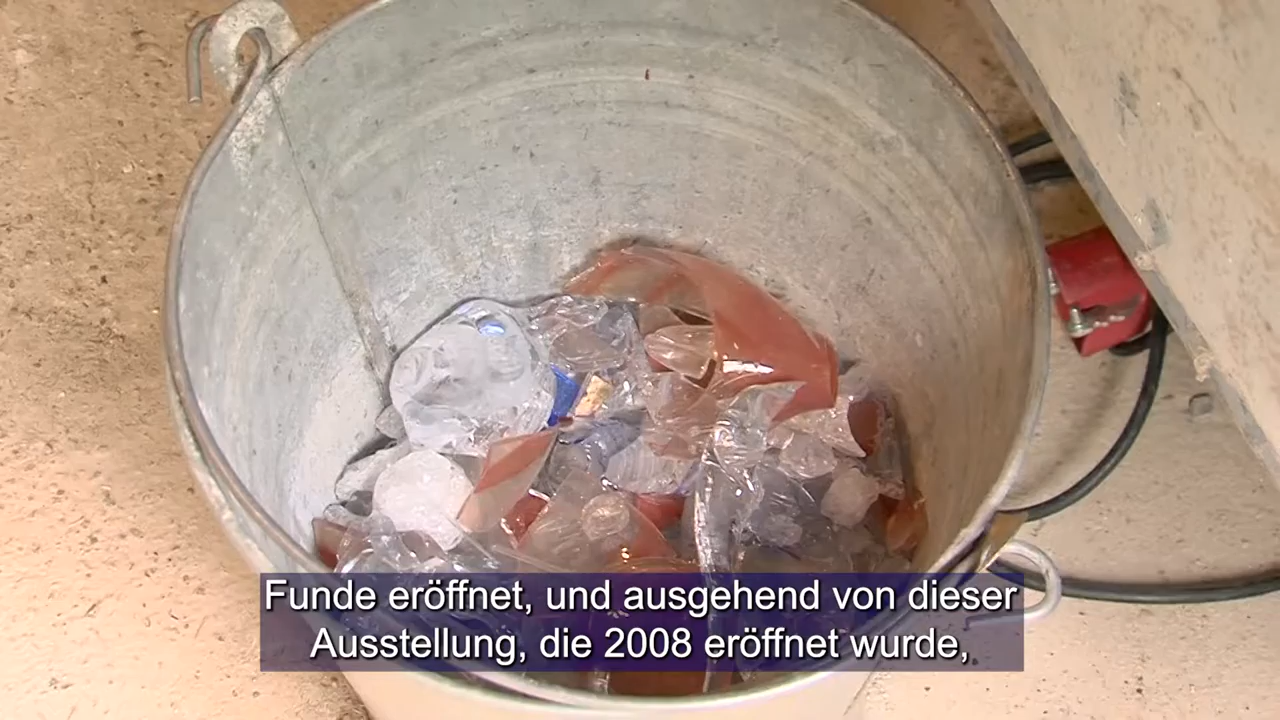 Funde eröffnet, und ausgehend von dieser
Ausstellung, die 2008 eröffnet wurde,